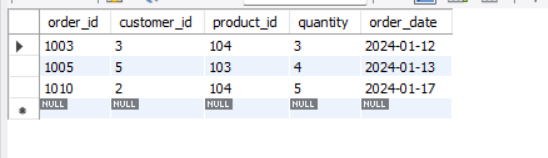 order_id customer_id product_id quantity order_date
1003 3 104 3 2024-01-12
1005 5 103 4 2024-01-13
1010 2 104 5 2024-01-17
NULL NULL NULL NULL NULL